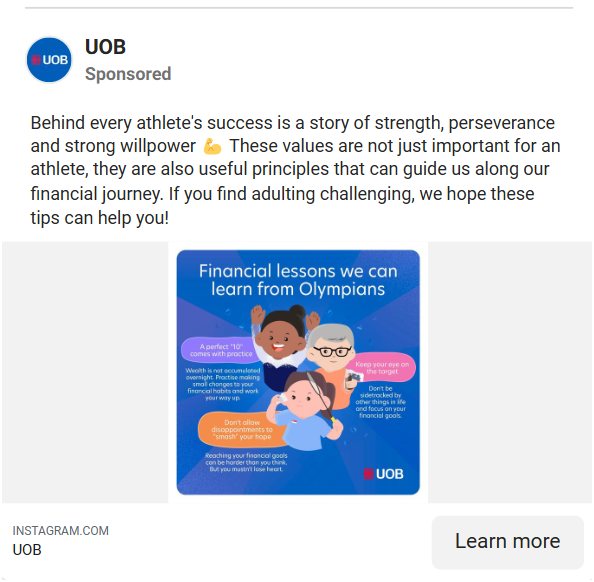 UOB
UOB
Sponsored
Behind every athlete's success is a story of strength, perseverance
and strong willpower 💪 These values are not just important for an
athlete, they are also useful principles that can guide us along our
financial journey. If you find adulting challenging, we hope these
tips can help you!
Financial lessons we can
learn from Olympians
A perfect "10"
comes with practice
Wealth is not accumulated
overnight. Practise making
small changes to your
financial habits and work
your way up.
Keep your eye on
the target
Don't be
sidetracked by
other things in life
and focus on your
financial goals.
Don't allow
disappointments to
"smash" your hope
Reaching your financial goals
can be harder than you think.
But you mustn't lose heart.
UOB
INSTAGRAM.COM
UOB
Learn more